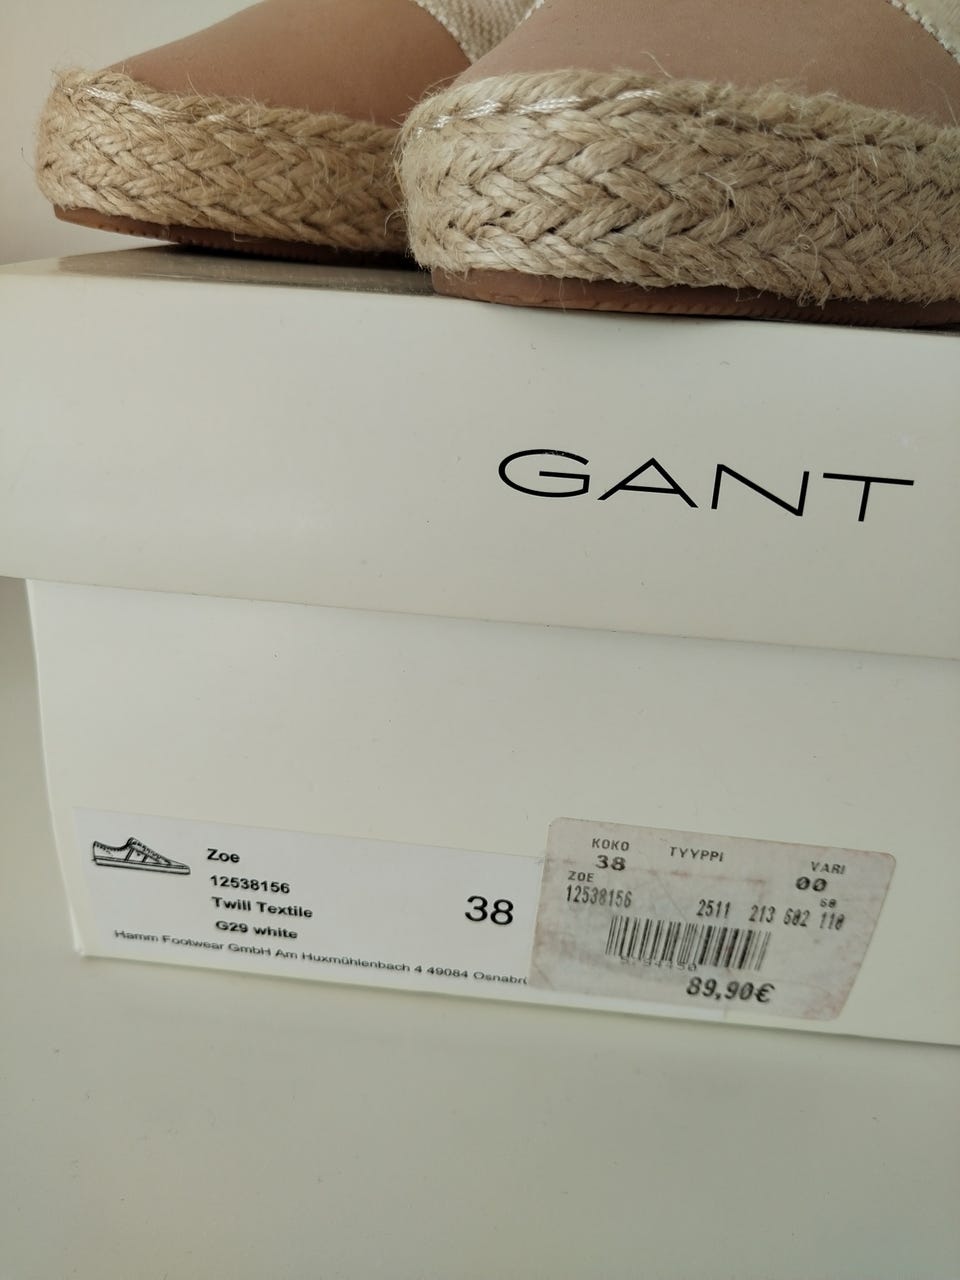 GANT
Zoe
12538156
Twill Textile
G29 white
38
Hamm Footwear GmbH Am Huxmühlenbach 4 49084
KOKO TYYPPI VARI
38 00
ZOE
12538156
2511 213 602 110
89,90€